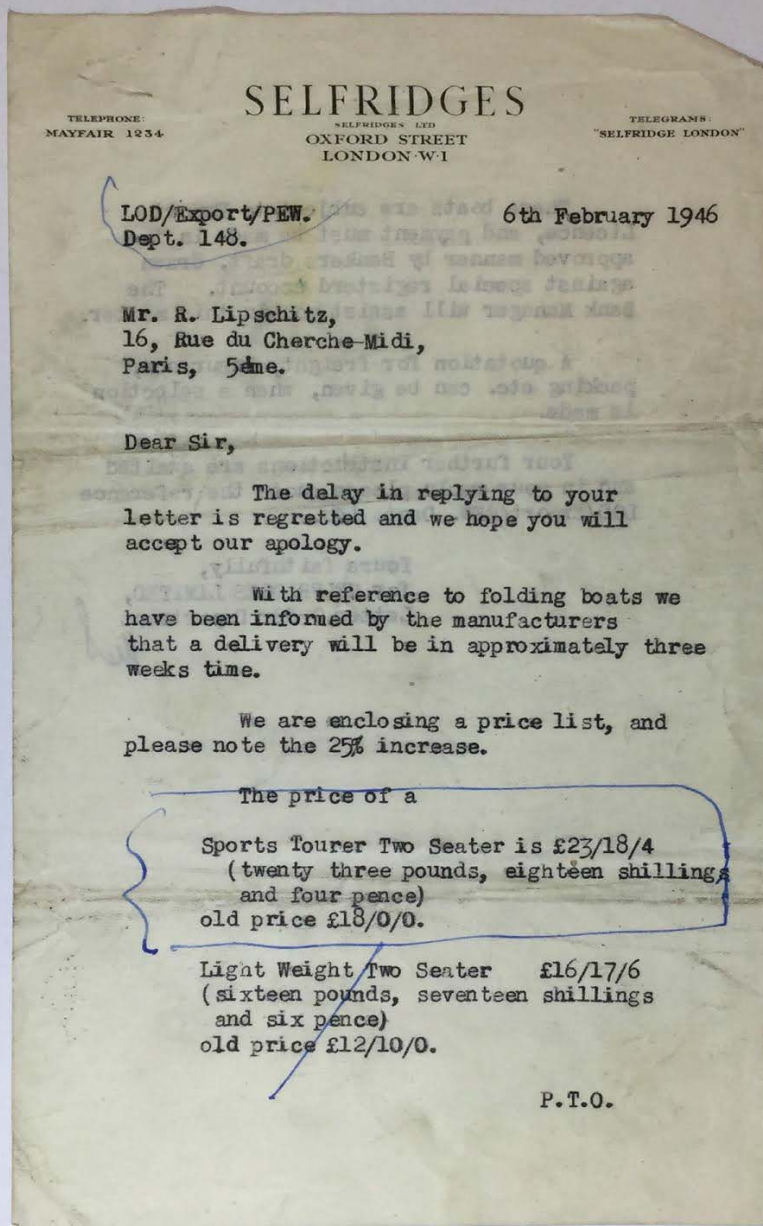 SELFRIDGES
SELFRIDGES LTD
OXFORD STREET
LONDON·W·1
TELEPHONE:
MAYFAIR 1234
TELEGRAMS:
"SELFRIDGE LONDON"
LOD/Export/PEW.
6th February 1946
Dept. 148.
Mr. R. Lipschitz,
16, Rue du Cherche-Midi,
Paris, 5ème.
Dear Sir,
The delay in replying to your
letter is regretted and we hope you will
accept our apology.
With reference to folding boats we
have been informed by the manufacturers
that a delivery will be in approximately three
weeks time.
We are enclosing a price list, and
please note the 25% increase.
The price of a
Sports Tourer Two Seater is £23/18/4
(twenty three pounds, eighteen shillings
and four pence)
old price £18/0/0.
Light Weight Two Seater £16/17/6
(sixteen pounds, seventeen shillings
and six pence)
old price £12/10/0.
P.T.O.